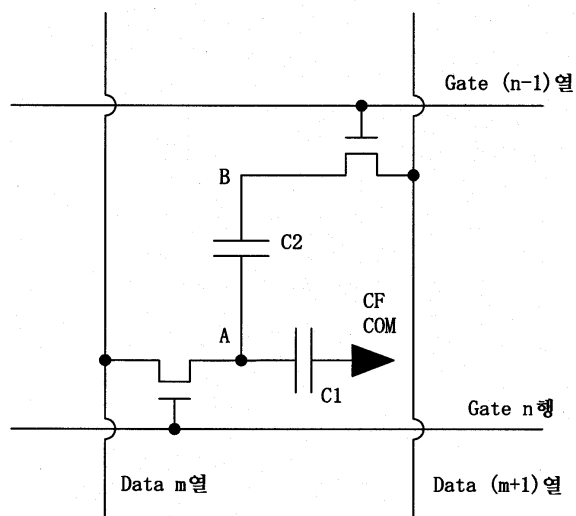 Gate (n-1)열
B
C2
CF
COM
A
C1
Gate n행
Data m열
Data (m+1)열